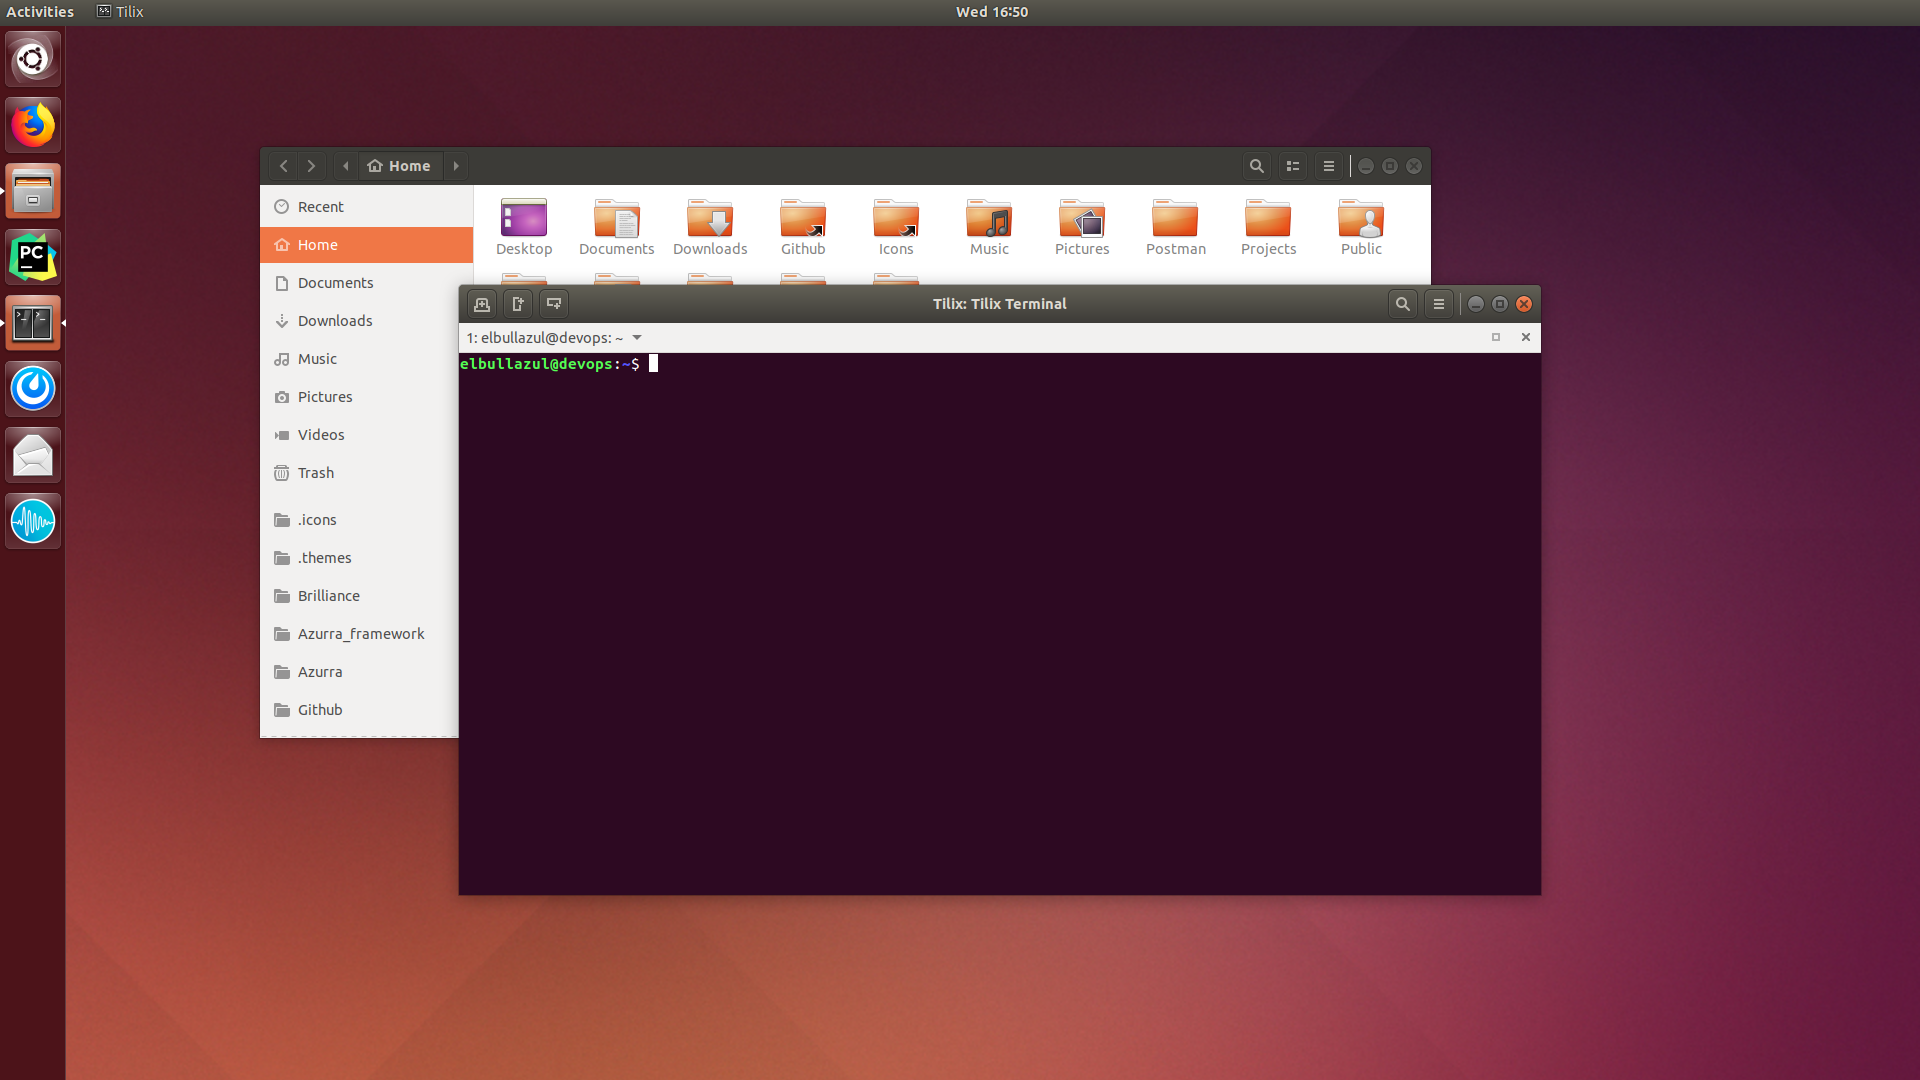 Activities Tilix Wed 16:50
Home
Recent
Home
Documents
Downloads
Music
Pictures
Videos
Trash
.icons
.themes
Brilliance
Azurra_framework
Azurra
Github
Desktop Documents Downloads Github Icons Music Pictures Postman Projects Public
Tilix: Tilix Terminal
1: elbullazul@devops: ~
elbullazul@devops:~$
PC